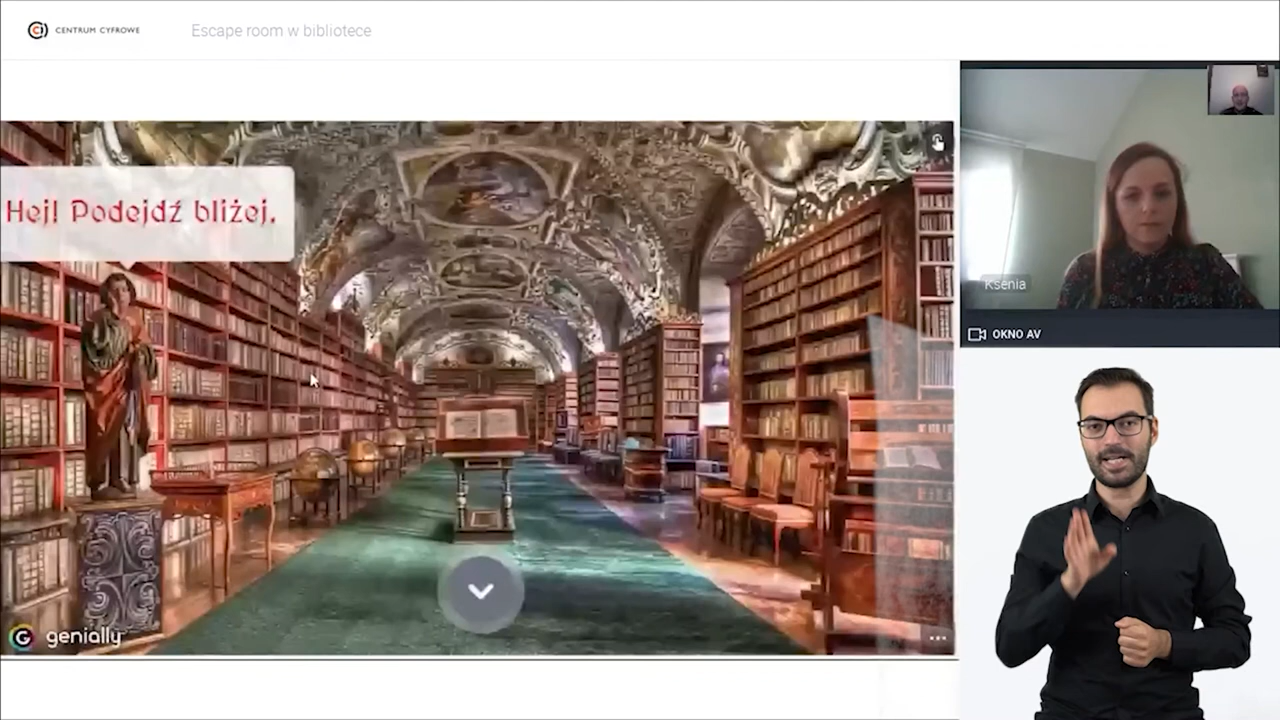 CENTRUM CYFROWE
Escape room w bibliotece
Hej! Podejdź bliżej.
Ksenia
OKNO AV
genially